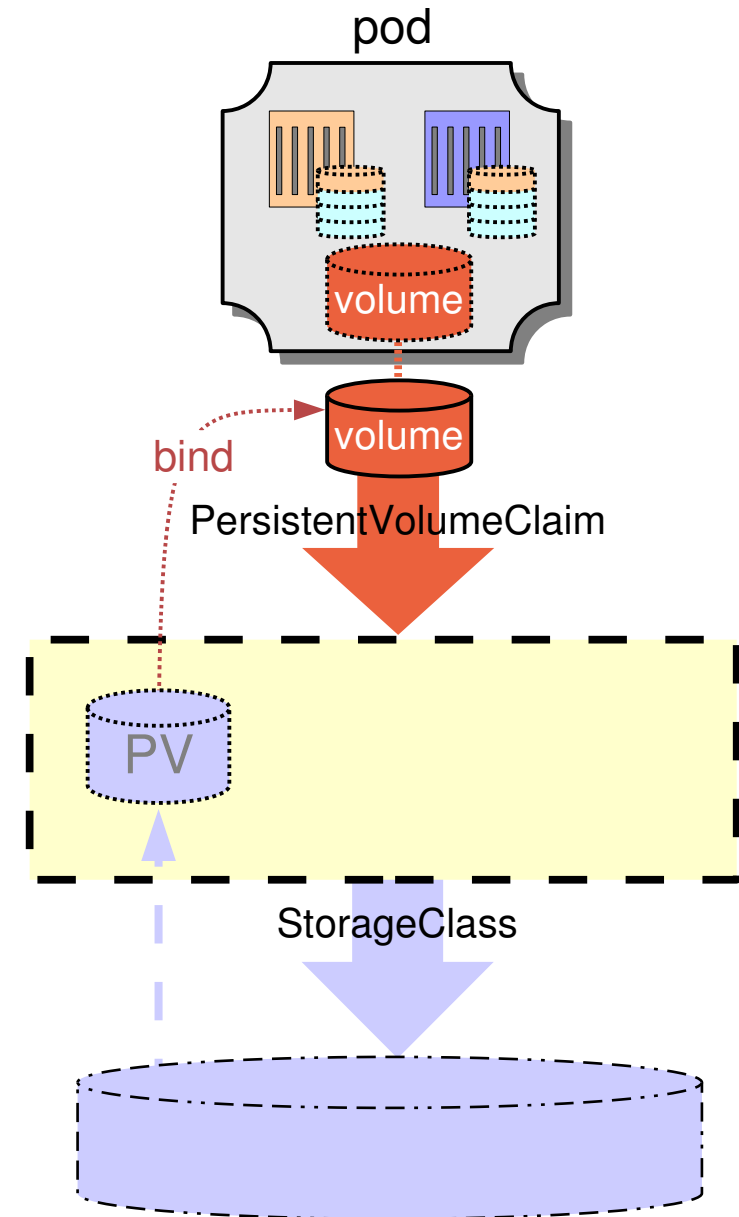 pod
volume
volume
bind
PersistentVolumeClaim
PV
StorageClass